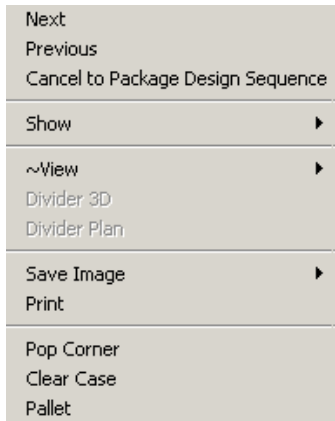 Next
Previous
Cancel to Package Design Sequence
Show
~View
Divider 3D
Divider Plan
Save Image
Print
Pop Corner
Clear Case
Pallet